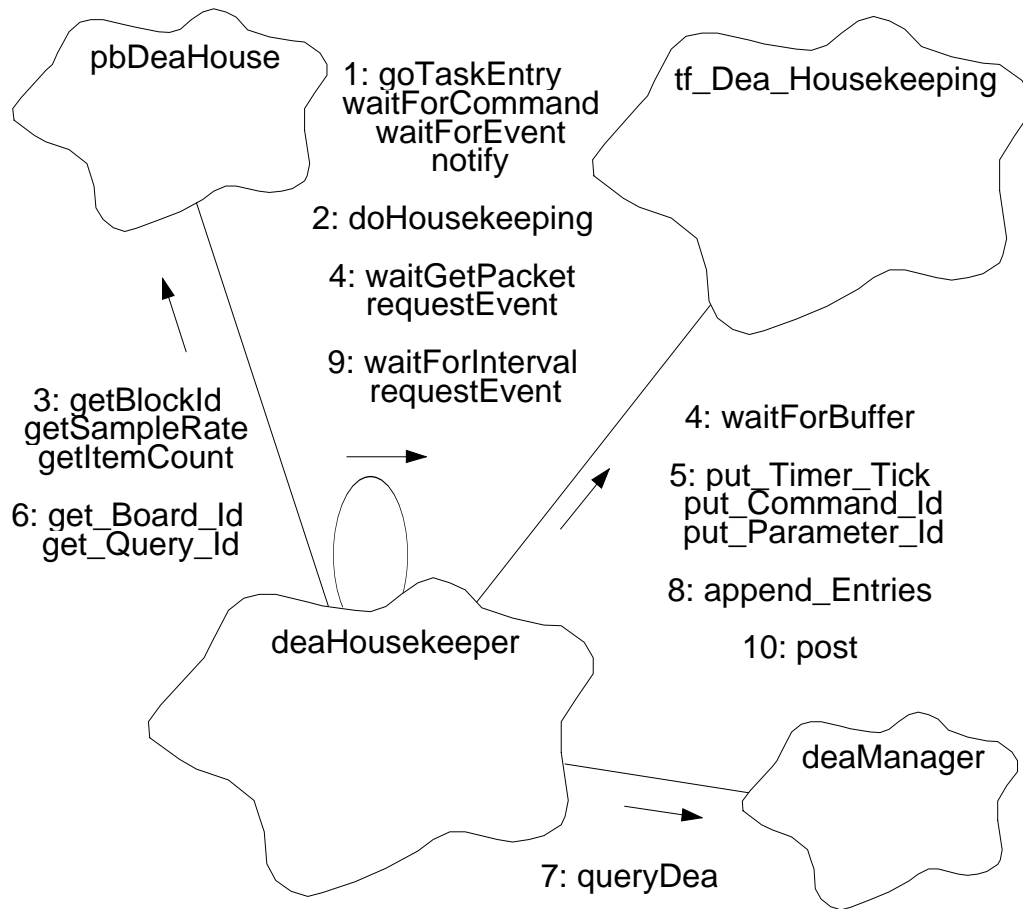 pbDeaHouse
1: goTaskEntry
waitForCommand
waitForEvent
notify
tf_Dea_Housekeeping
2: doHousekeeping
4: waitGetPacket
requestEvent
9: waitForInterval
requestEvent
3: getBlockId
getSampleRate
getItemCount
6: get_Board_Id
get_Query_Id
4: waitForBuffer
5: put_Timer_Tick
put_Command_Id
put_Parameter_Id
8: append_Entries
10: post
deaHousekeeper
deaManager
7: queryDea